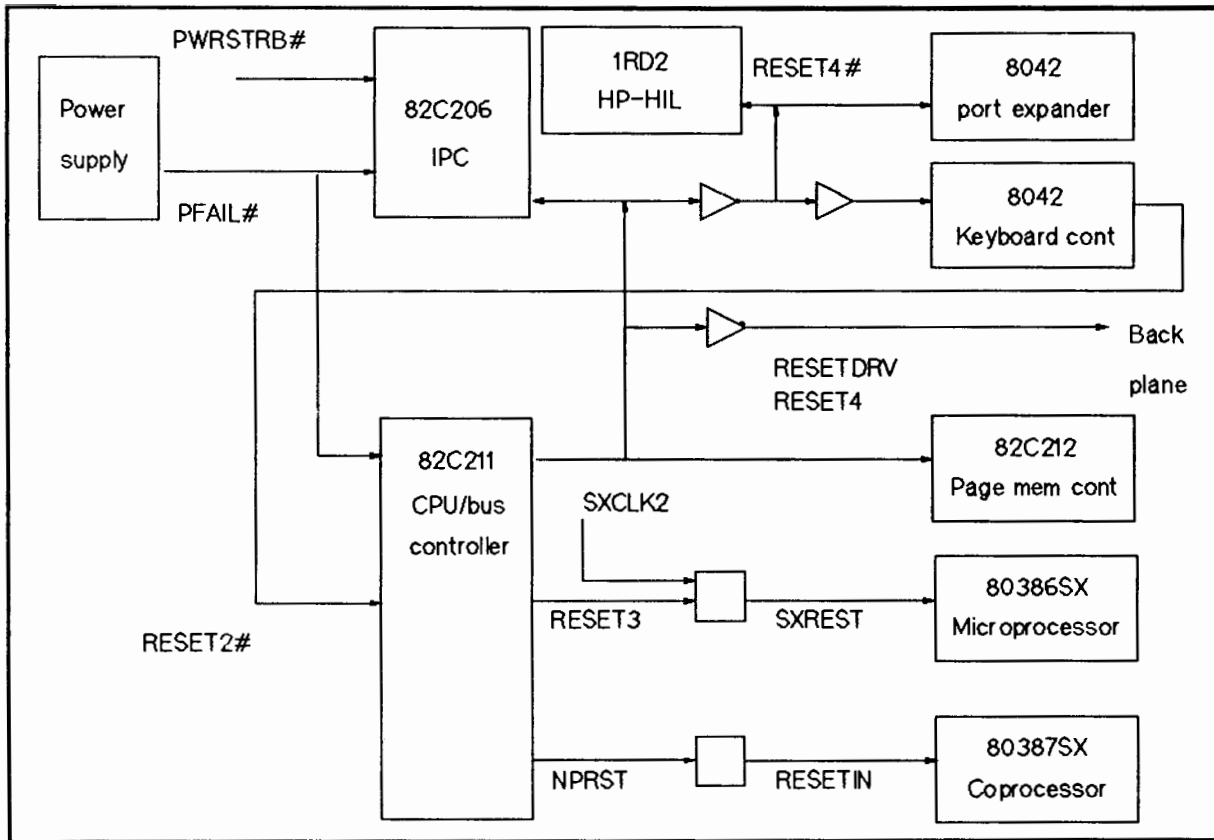 PWRSTRB#
Power
supply
PFAIL#
82C206
IPC
1RD2
HP-HIL
RESET4#
8042
port expander
8042
Keyboard cont
Back
plane
RESETDRV
RESET4
82C211
CPU/bus
controller
82C212
Page mem cont
SXCLK2
RESET3
SXREST
80386SX
Microprocessor
RESET2#
NPRST
RESETIN
80387SX
Coprocessor